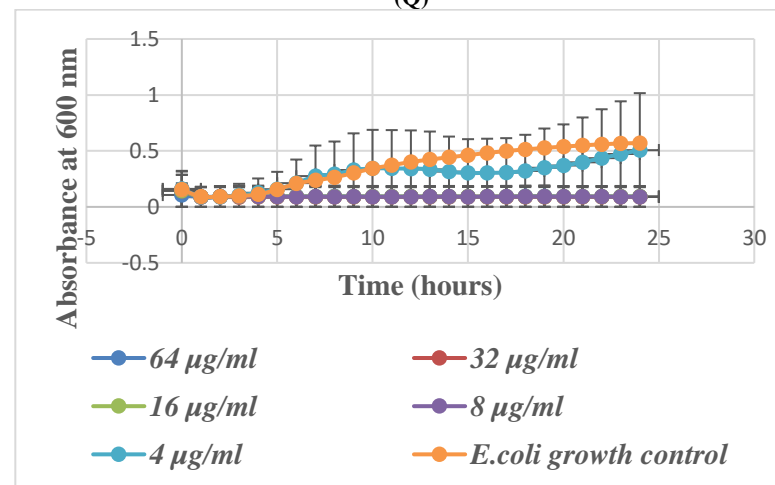 (Q)
1.5
1
0.5
0
-0.5
-5 0 5 10 15 20 25 30
Absorbance at 600 nm
Time (hours)
64 µg/ml 32 µg/ml
16 µg/ml 8 µg/ml
4 µg/ml E.coli growth control